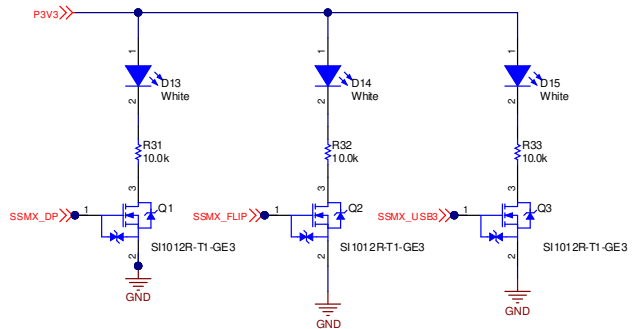 P3V3
1
1
1
D13
White
D14
White
D15
White
2
2
2
R31
10.0k
R32
10.0k
R33
10.0k
3
3
3
SSMX_DP
1
Q1
SSMX_FLIP
1
Q2
SSMX_USB3
1
Q3
2
SI1012R-T1-GE3
2
SI1012R-T1-GE3
2
SI1012R-T1-GE3
GND
GND
GND